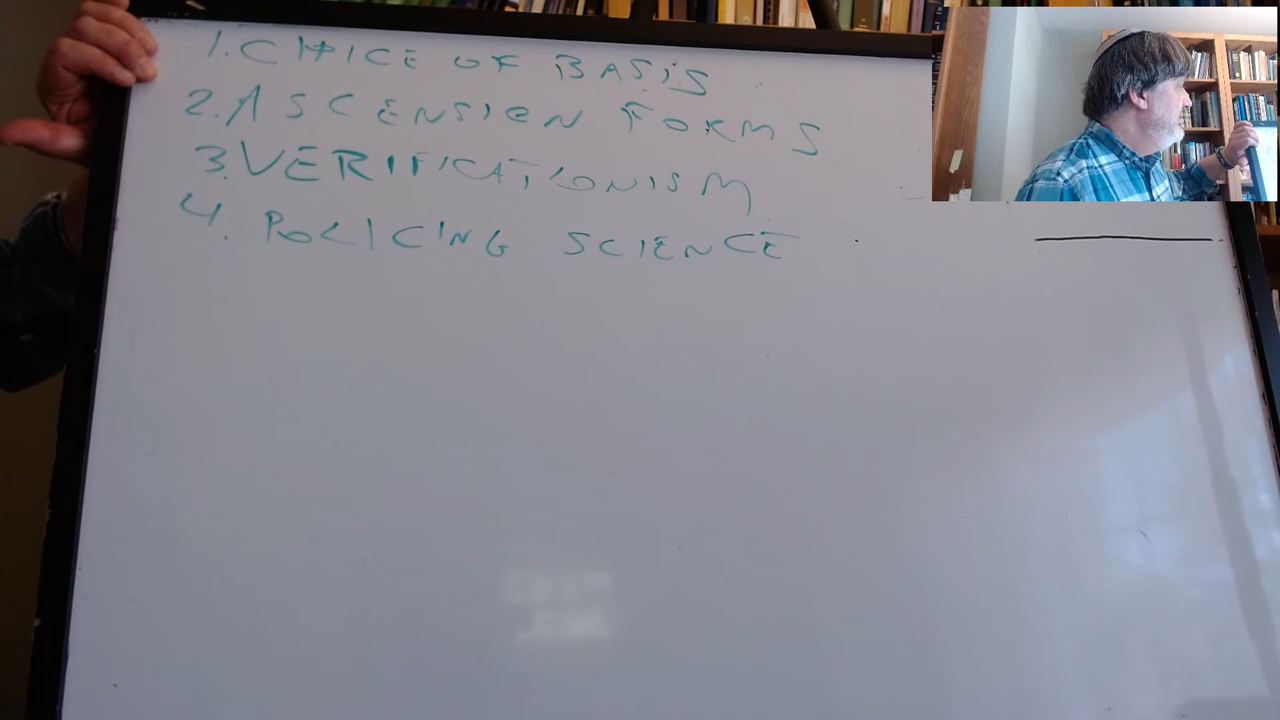 1. CHOICE OF BASIS
2. ASCENSION FORMS
3. VERIFICATIONISM
4. POLICING SCIENCE